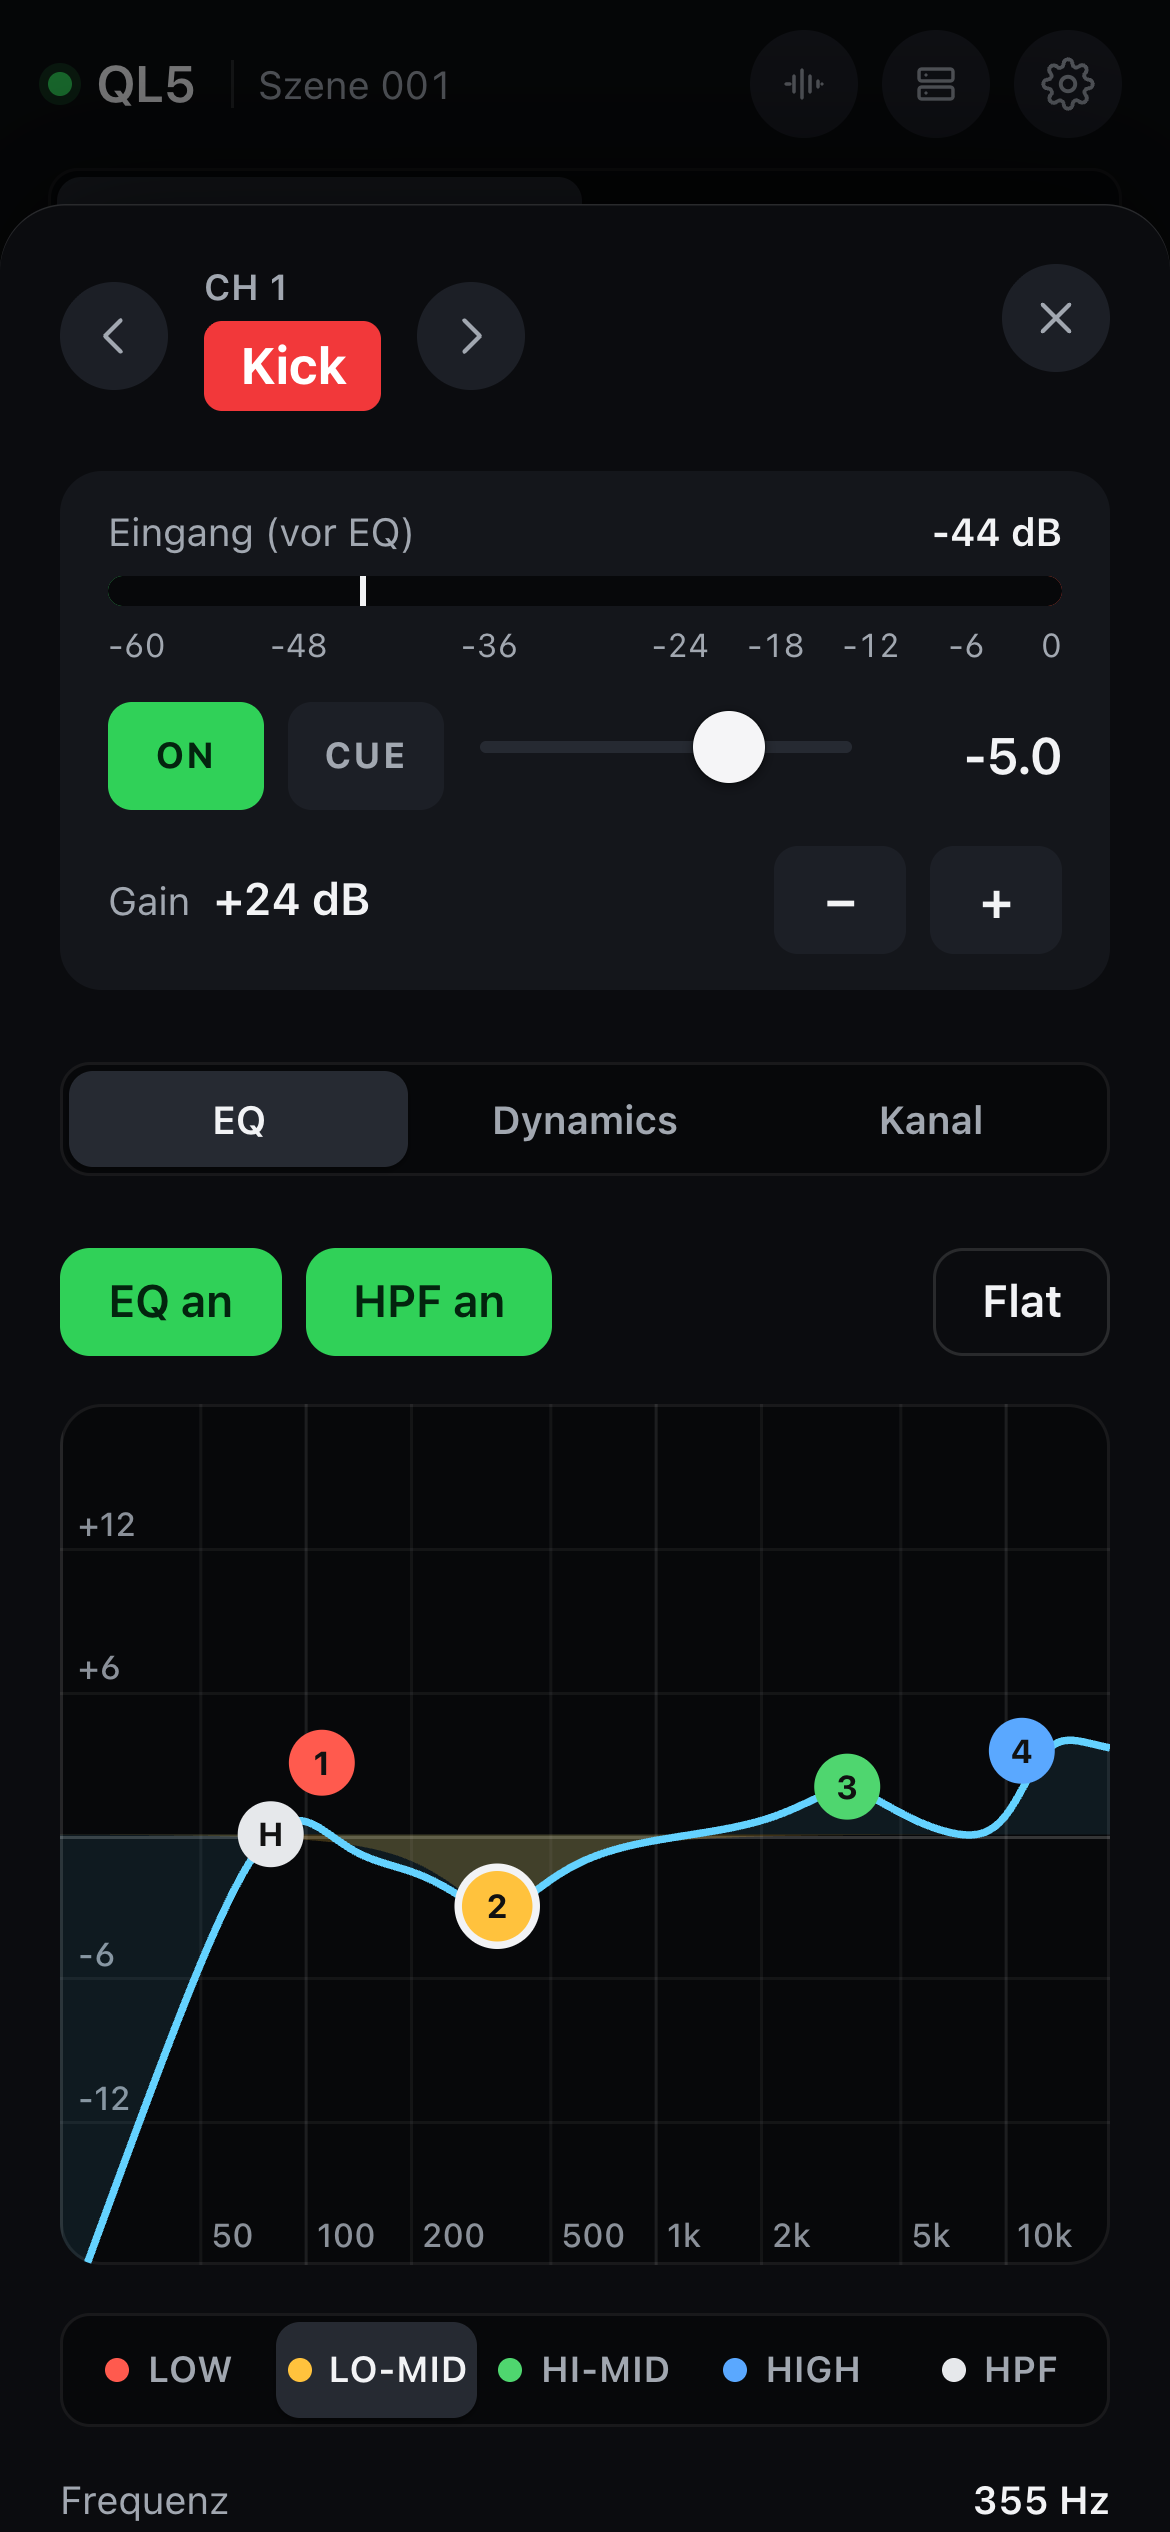 QL5 Szene 001
CH 1
Kick
Eingang (vor EQ) -44 dB
-60 -48 -36 -24 -18 -12 -6 0
ON CUE -5.0
Gain +24 dB − +
EQ Dynamics Kanal
EQ an HPF an Flat
+12
+6
1
4
3
H
2
-6
-12
50 100 200 500 1k 2k 5k 10k
LOW LO-MID HI-MID HIGH HPF
Frequenz 355 Hz